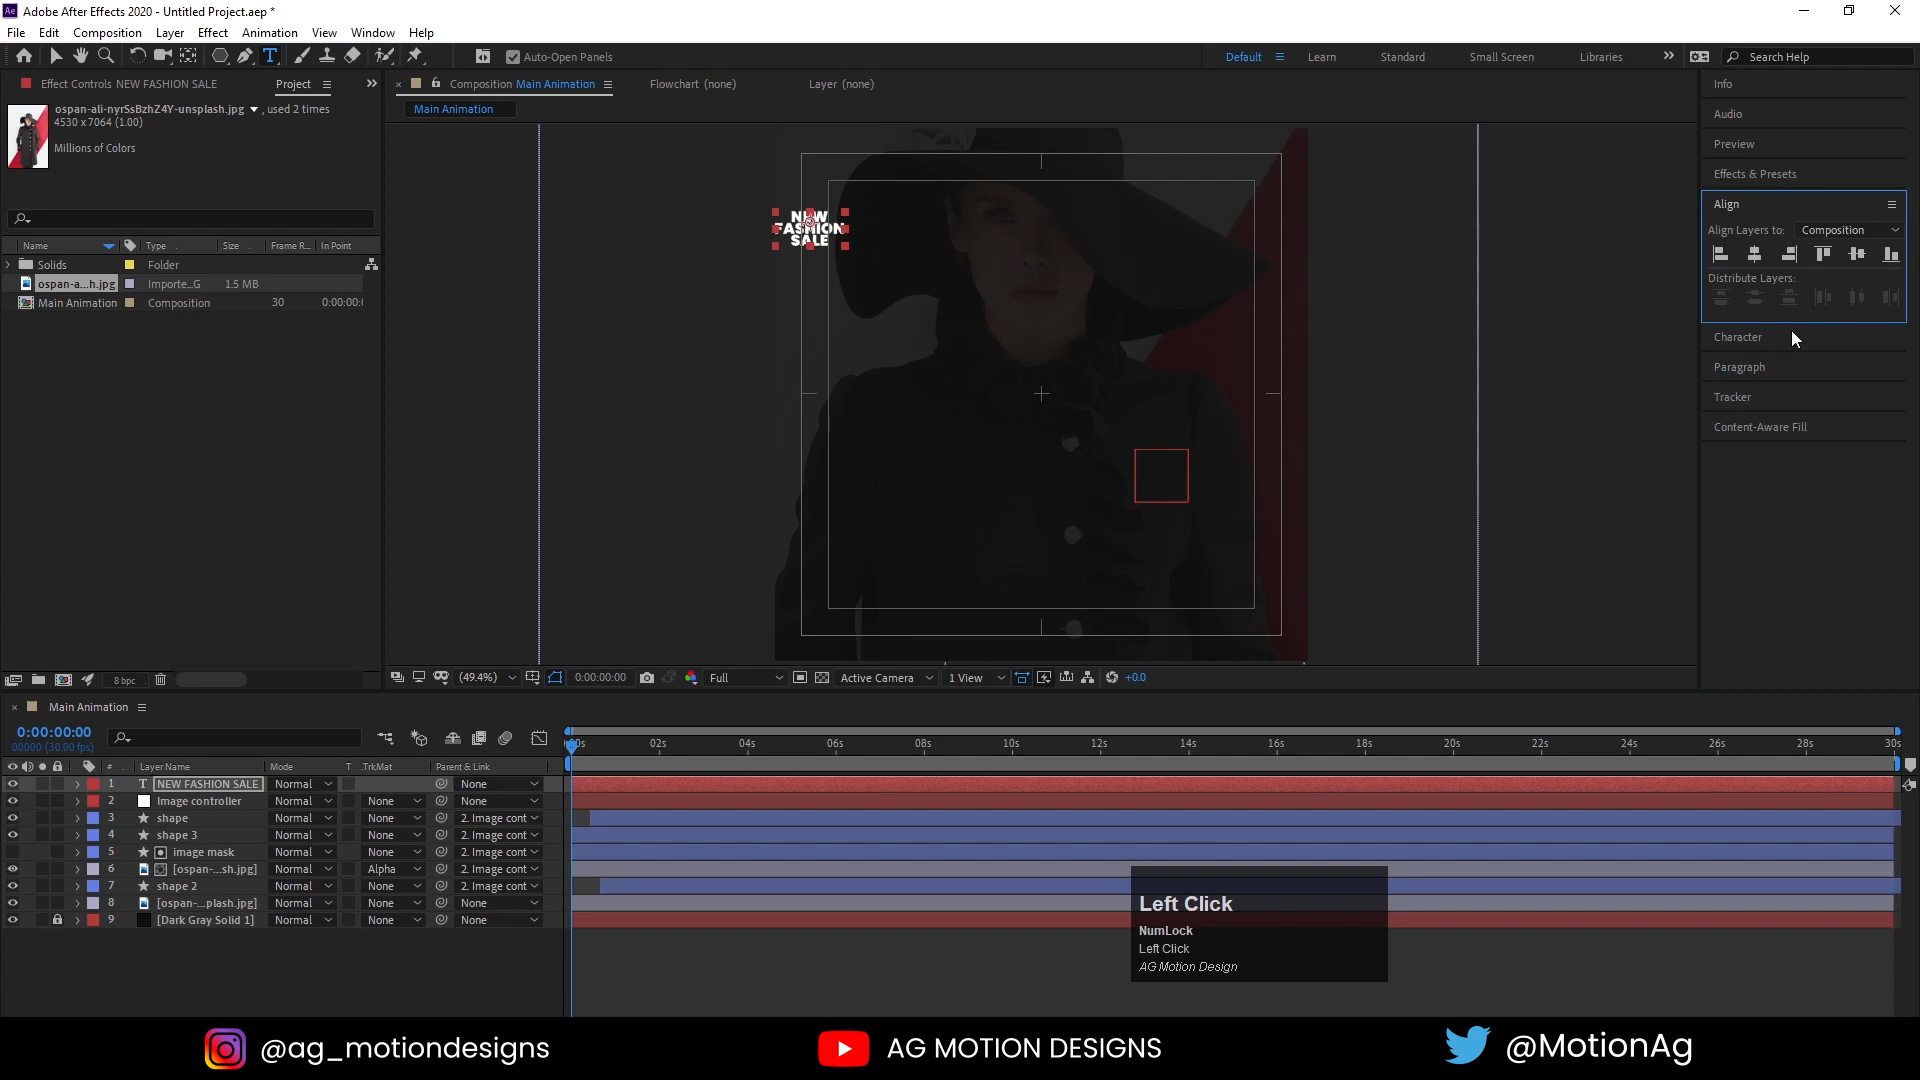 Adobe After Effects 2020 - Untitled Project.aep *
File Edit Composition Layer Effect Animation View Window Help
Auto-Open Panels
Default Learn Standard Small Screen Libraries Search Help
Effect Controls NEW FASHION SALE Project
Composition Main Animation Flowchart (none) Layer (none)
Main Animation
ospan-ali-nyrSsBzhZ4Y-unsplash.jpg , used 2 times
4530 x 7064 (1.00)
Millions of Colors
Name Type Size Frame R... In Point
Solids Folder
ospan-a...h.jpg Importe...G 1.5 MB
Main Animation Composition 30 0:00:00:
8 bpc
NEW
FASHION
SALE
(49.4%) 0:00:00:00 Full Active Camera 1 View +0.0
Info
Audio
Preview
Effects & Presets
Align
Align Layers to: Composition
Distribute Layers:
Character
Paragraph
Tracker
Content-Aware Fill
Main Animation
0:00:00:00
00000 (30.00 fps)
00s 02s 04s 06s 08s 10s 12s 14s 16s 18s 20s 22s 24s 26s 28s 30s
# Layer Name Mode T .TrkMat Parent & Link
1 T NEW FASHION SALE Normal None
2 Image controller Normal None None
3 shape Normal None 2. Image cont
4 shape 3 Normal None 2. Image cont
5 image mask Normal None 2. Image cont
6 [ospan-...sh.jpg] Normal Alpha 2. Image cont
7 shape 2 Normal None 2. Image cont
8 [ospan-...plash.jpg] Normal None None
9 [Dark Gray Solid 1] Normal None None
Left Click
NumLock
Left Click
AG Motion Design
@ag_motiondesigns AG MOTION DESIGNS @MotionAg